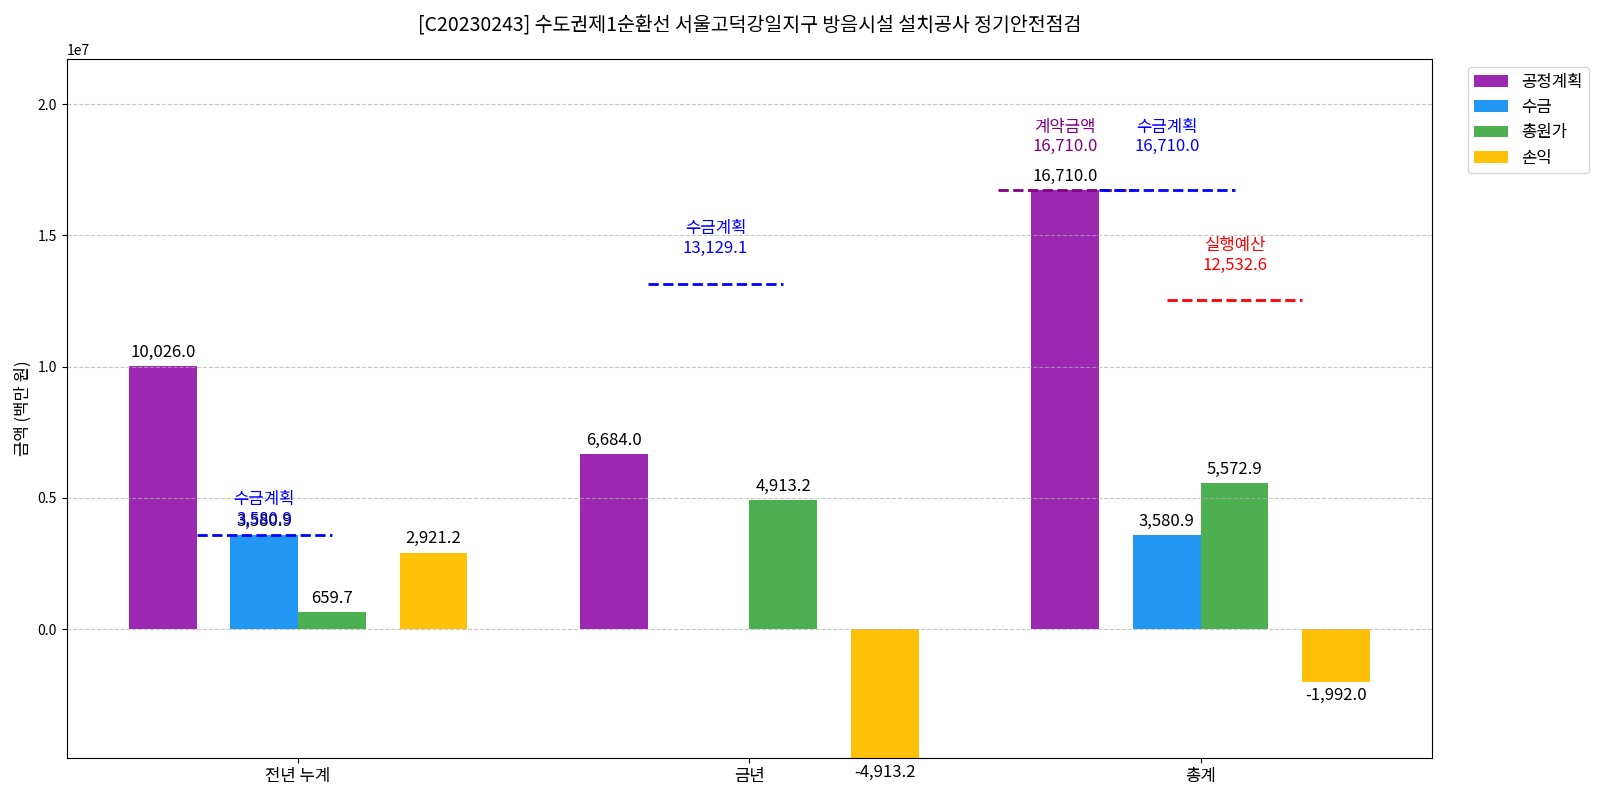 [C20230243] 수도권제1순환선 서울고덕강일지구 방음시설 설치공사 정기안전점검
1e7
공정계획
수금
총원가
손익
금액 (백만 원)
2.0
1.5
1.0
0.5
0.0
10,026.0
수금계획
3,580.9
3,580.9
659.7
2,921.2
6,684.0
수금계획
13,129.1
4,913.2
-4,913.2
계약금액
16,710.0
16,710.0
수금계획
16,710.0
실행예산
12,532.6
3,580.9
5,572.9
-1,992.0
전년 누계
금년
총계